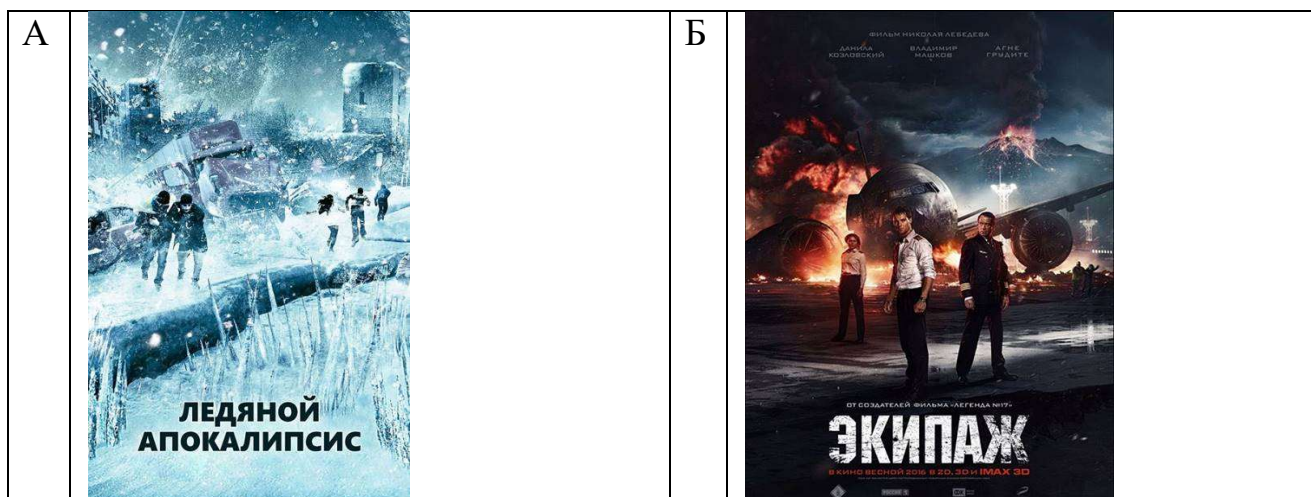 А
ЛЕДЯНОЙ
АПОКАЛИПСИС
Б
ФИЛЬМ НИКОЛАЯ ЛЕБЕДЕВА
ДАНИЛА КОЗЛОВСКИЙ
ВЛАДИМИР МАШКОВ
АГНЕ ГРУДИТЕ
ОТ СОЗДАТЕЛЕЙ ФИЛЬМА «ЛЕГЕНДА №17»
ЭКИПАЖ
В КИНО ВЕСНОЙ 2016 В 2D, 3D И IMAX 3D